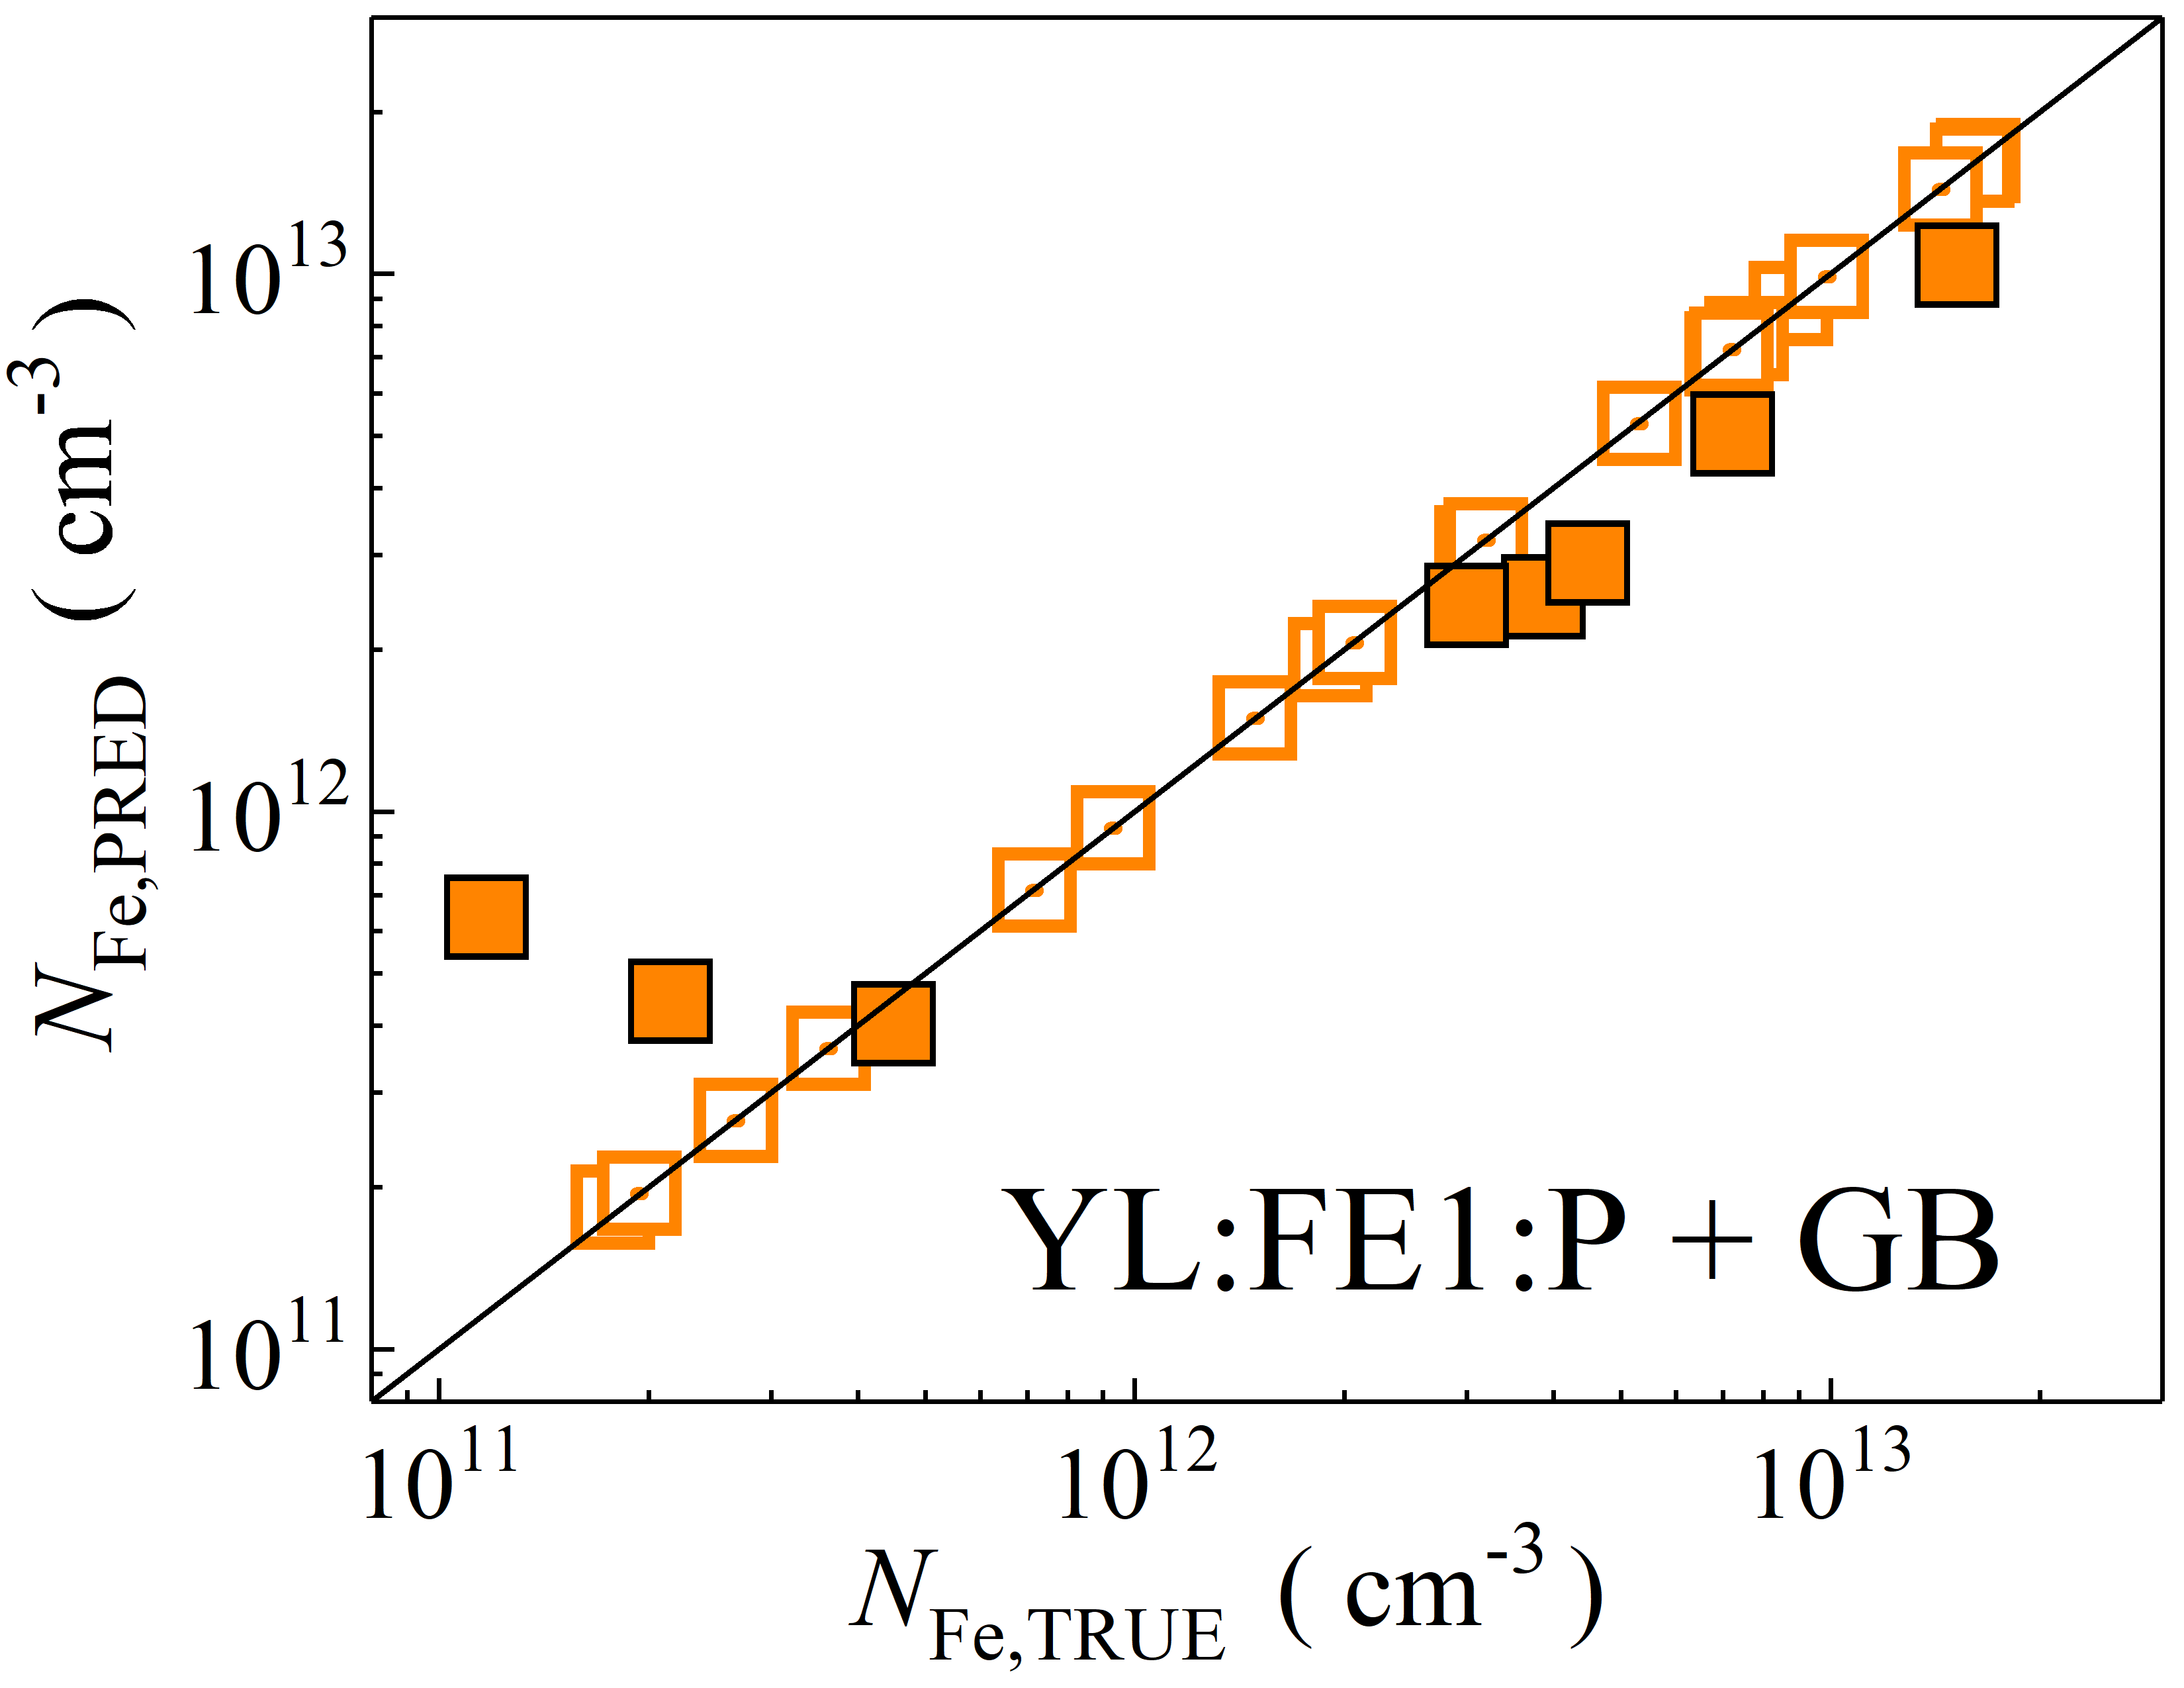 N_Fe,PRED ( cm^-3 )
10^13
10^12
10^11
YL:FE1:P + GB
10^11 10^12 10^13
N_Fe,TRUE ( cm^-3 )